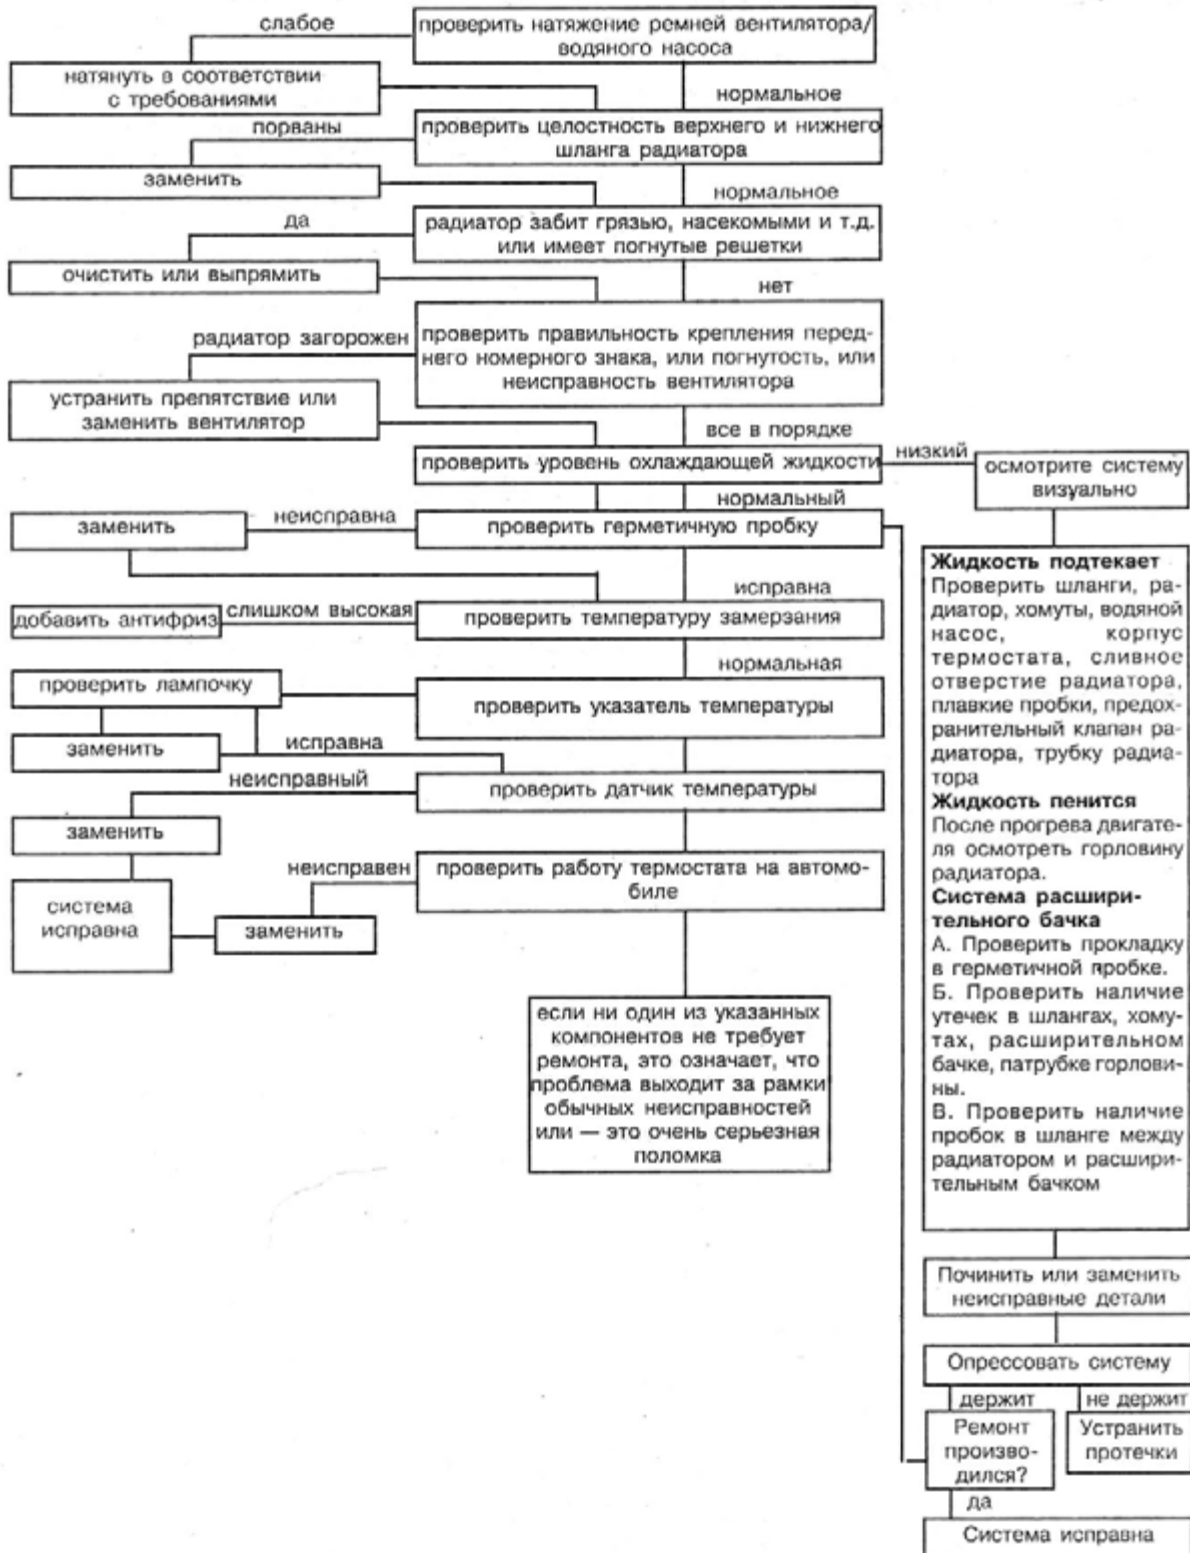 слабое
проверить натяжение ремней вентилятора/
водяного насоса
натянуть в соответствии
с требованиями
нормальное
порваны
проверить целостность верхнего и нижнего
шланга радиатора
заменить
нормальное
да
радиатор забит грязью, насекомыми и т.д.
или имеет погнутые решетки
очистить или выпрямить
нет
радиатор загорожен
проверить правильность крепления перед-
него номерного знака, или погнутость, или
неисправность вентилятора
устранить препятствие или
заменить вентилятор
все в порядке
проверить уровень охлаждающей жидкости
низкий
осмотрите систему
визуально
нормальный
заменить
неисправна
проверить герметичную пробку
исправна
добавить антифриз
слишком высокая
проверить температуру замерзания
нормальная
проверить лампочку
проверить указатель температуры
заменить
исправна
неисправный
проверить датчик температуры
заменить
неисправен
проверить работу термостата на автомо-
биле
система
исправна
заменить
если ни один из указанных
компонентов не требует
ремонта, это означает, что
проблема выходит за рамки
обычных неисправностей
или — это очень серьезная
поломка
Жидкость подтекает
Проверить шланги, ра-
диатор, хомуты, водяной
насос, корпус
термостата, сливное
отверстие радиатора,
плавкие пробки, предох-
ранительный клапан ра-
диатора, трубку радиа-
тора
Жидкость пенится
После прогрева двигате-
ля осмотреть горловину
радиатора.
Система расшири-
тельного бачка
А. Проверить прокладку
в герметичной пробке.
Б. Проверить наличие
утечек в шлангах, хому-
тах, расширительном
бачке, патрубке горлови-
ны.
В. Проверить наличие
пробок в шланге между
радиатором и расшири-
тельным бачком
Починить или заменить
неисправные детали
Опрессовать систему
держит
не держит
Ремонт
произво-
дился?
Устранить
протечки
да
Система исправна